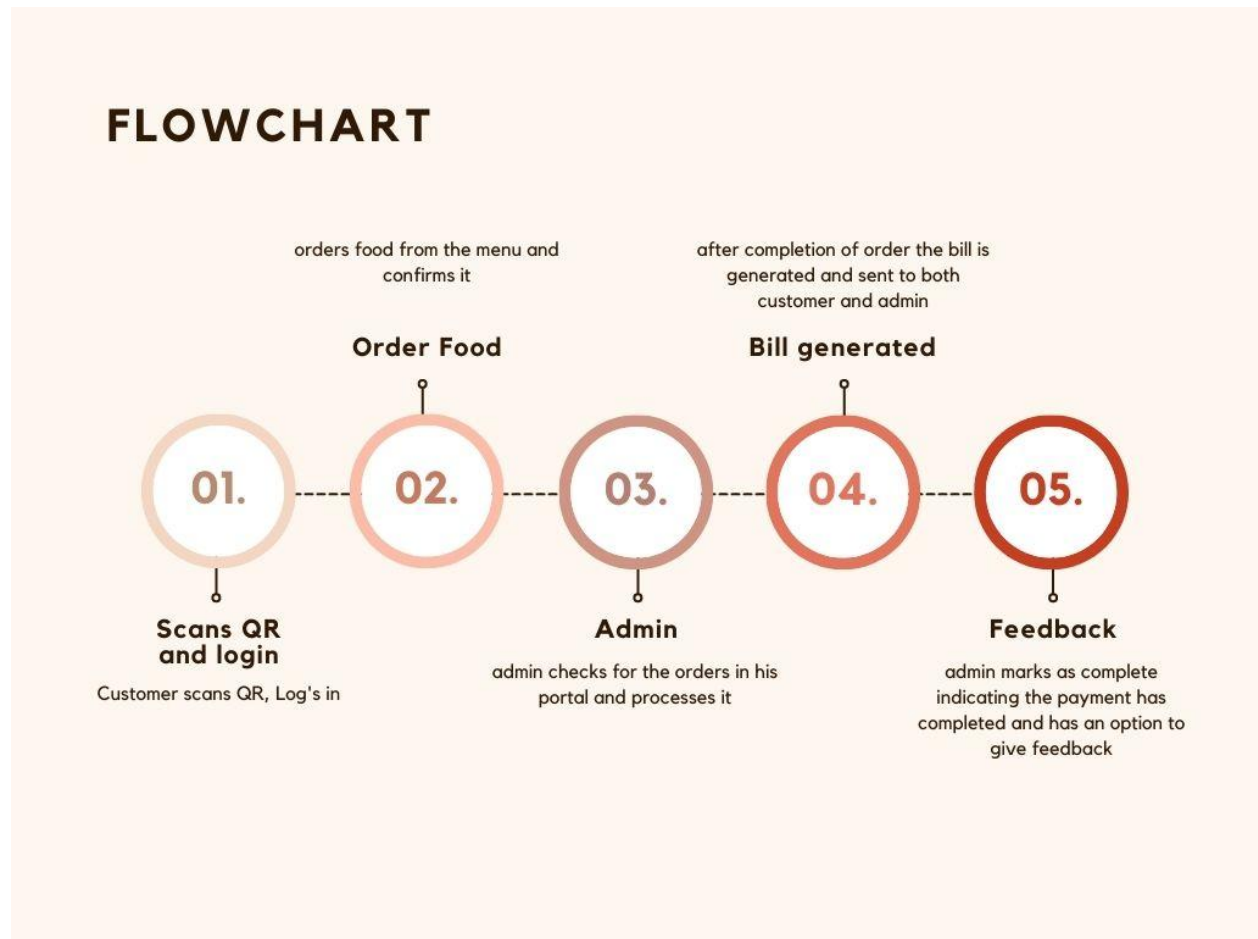 FLOWCHART
01.
Scans QR
and login
Customer scans QR, Log's in
orders food from the menu and
confirms it
Order Food
02.
03.
Admin
admin checks for the orders in his
portal and processes it
after completion of order the bill is
generated and sent to both
customer and admin
Bill generated
04.
05.
Feedback
admin marks as complete
indicating the payment has
completed and has an option to
give feedback